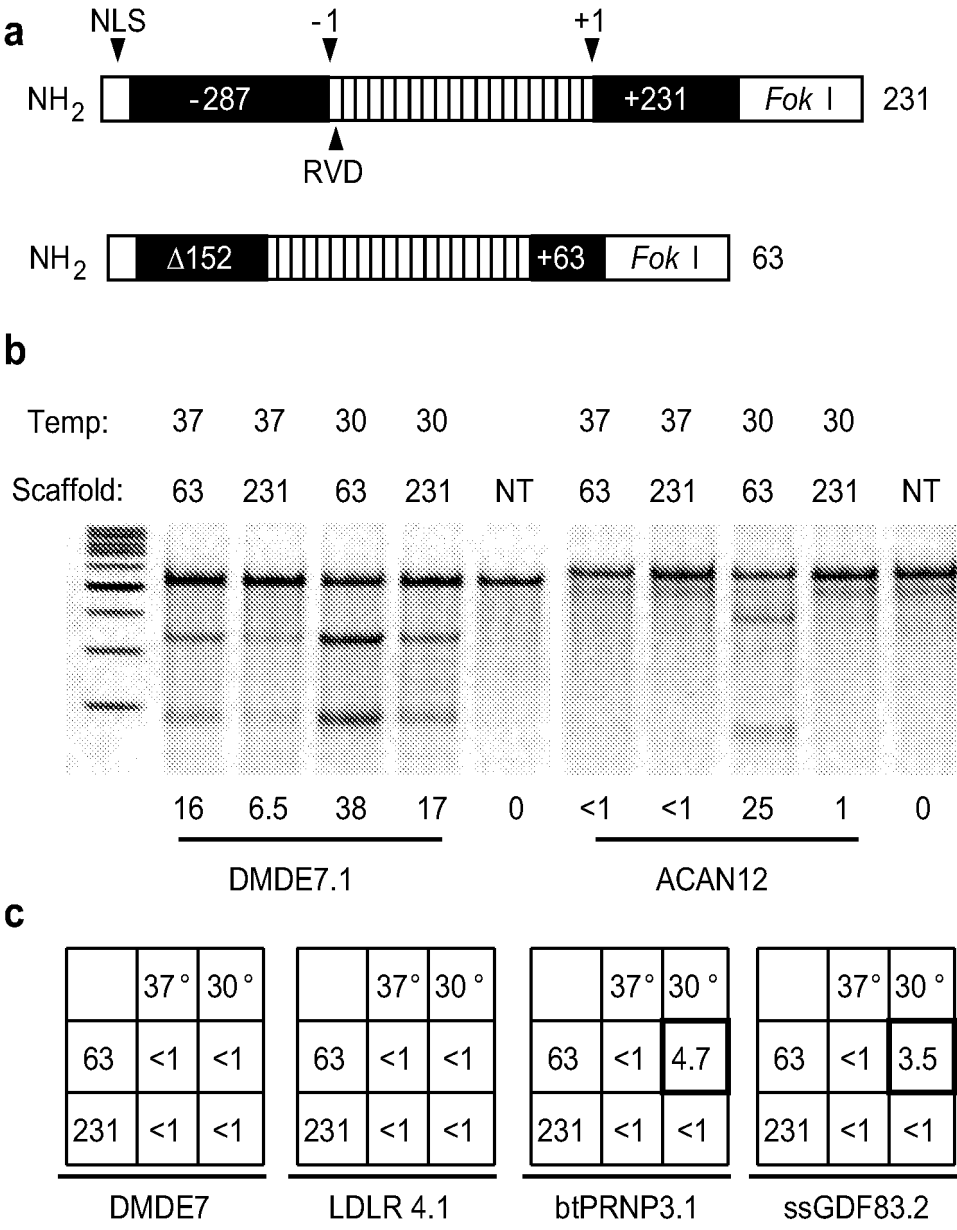 a
NLS -1 +1
NH2 -287 +231 Fok I 231
RVD
NH2 Δ152 +63 Fok I 63
b
Temp: 37 37 30 30 37 37 30 30
Scaffold: 63 231 63 231 NT 63 231 63 231 NT
16 6.5 38 17 0 <1 <1 25 1 0
DMDE7.1 ACAN12
c
37° 30° 37° 30° 37° 30° 37° 30°
63 <1 <1 63 <1 <1 63 <1 4.7 63 <1 3.5
231 <1 <1 231 <1 <1 231 <1 <1 231 <1 <1
DMDE7 LDLR 4.1 btPRNP3.1 ssGDF83.2